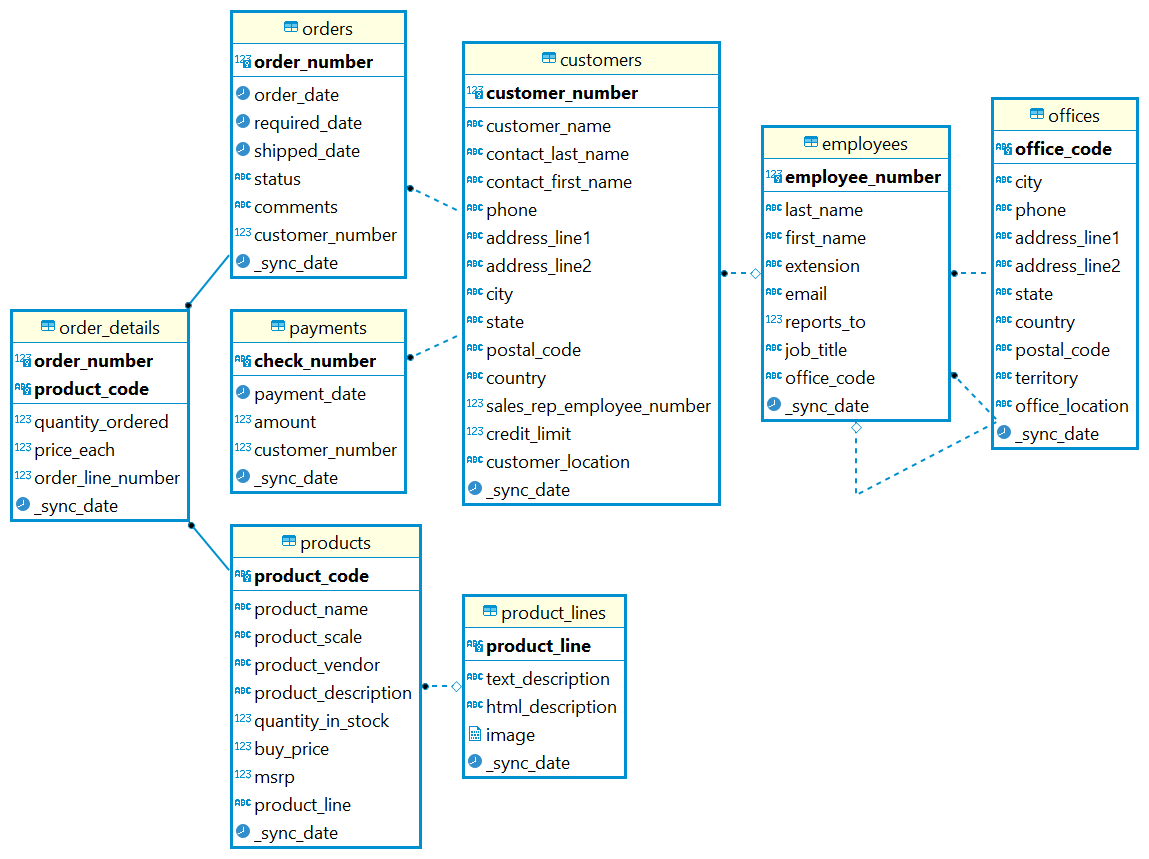 orders
order_number
order_date
required_date
shipped_date
status
comments
customer_number
_sync_date
customers
customer_number
customer_name
contact_last_name
contact_first_name
phone
address_line1
address_line2
city
state
postal_code
country
sales_rep_employee_number
credit_limit
customer_location
_sync_date
employees
employee_number
last_name
first_name
extension
email
reports_to
job_title
office_code
_sync_date
offices
office_code
city
phone
address_line1
address_line2
state
country
postal_code
territory
office_location
_sync_date
order_details
order_number
product_code
quantity_ordered
price_each
order_line_number
_sync_date
payments
check_number
payment_date
amount
customer_number
_sync_date
products
product_code
product_name
product_scale
product_vendor
product_description
quantity_in_stock
buy_price
msrp
product_line
_sync_date
product_lines
product_line
text_description
html_description
image
_sync_date